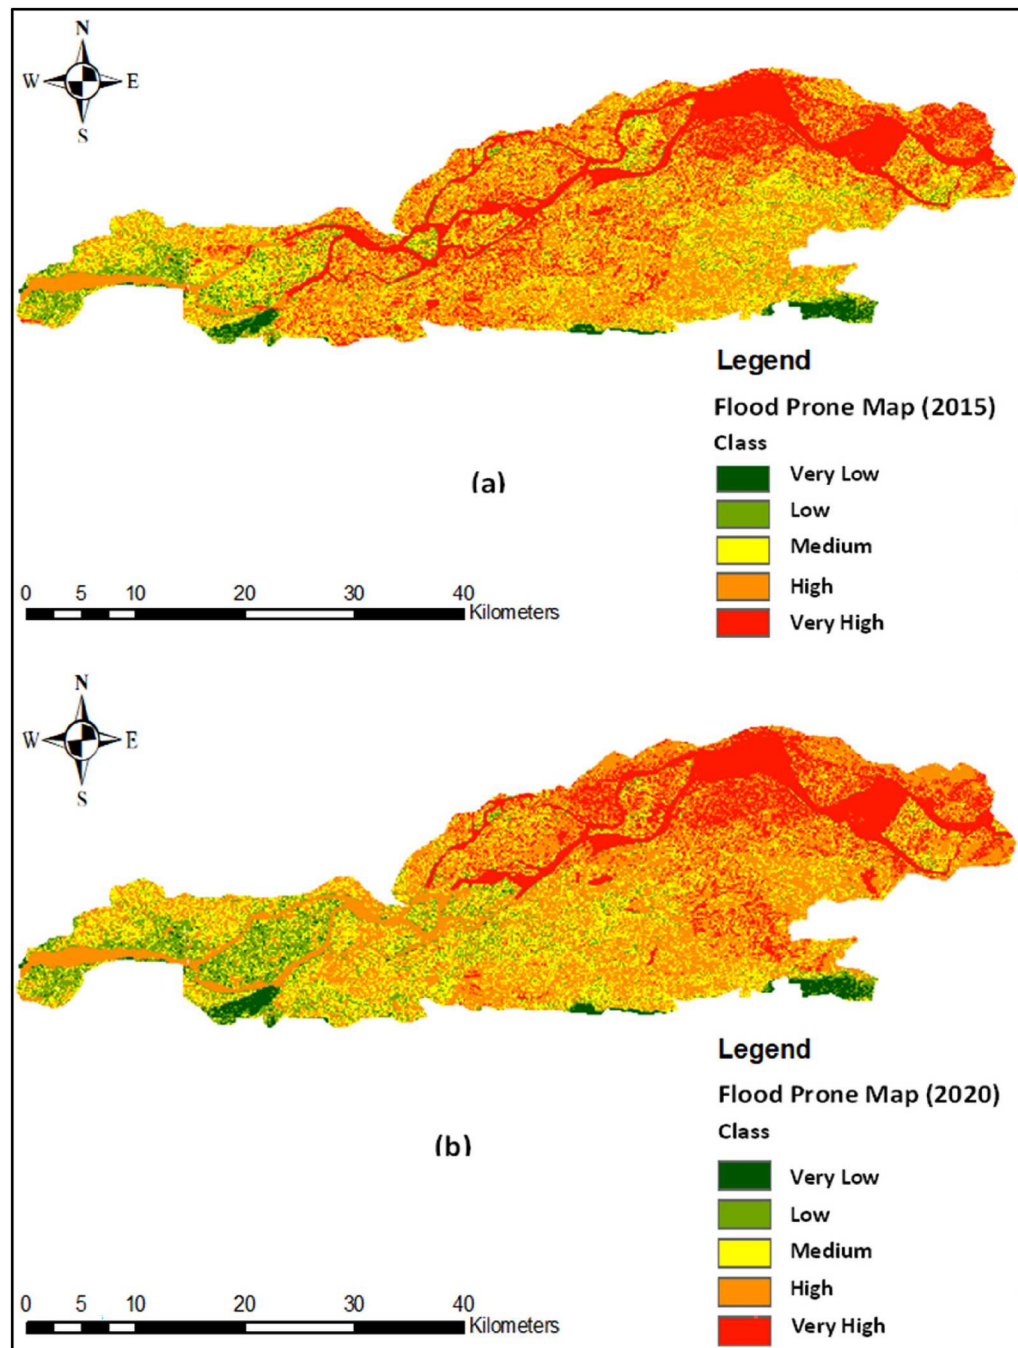 N
W E
S
Legend
Flood Prone Map (2015)
Class
Very Low
Low
Medium
High
Very High
(a)
0 5 10 20 30 40
Kilometers
N
W E
S
Legend
Flood Prone Map (2020)
Class
Very Low
Low
Medium
High
Very High
(b)
0 5 10 20 30 40
Kilometers